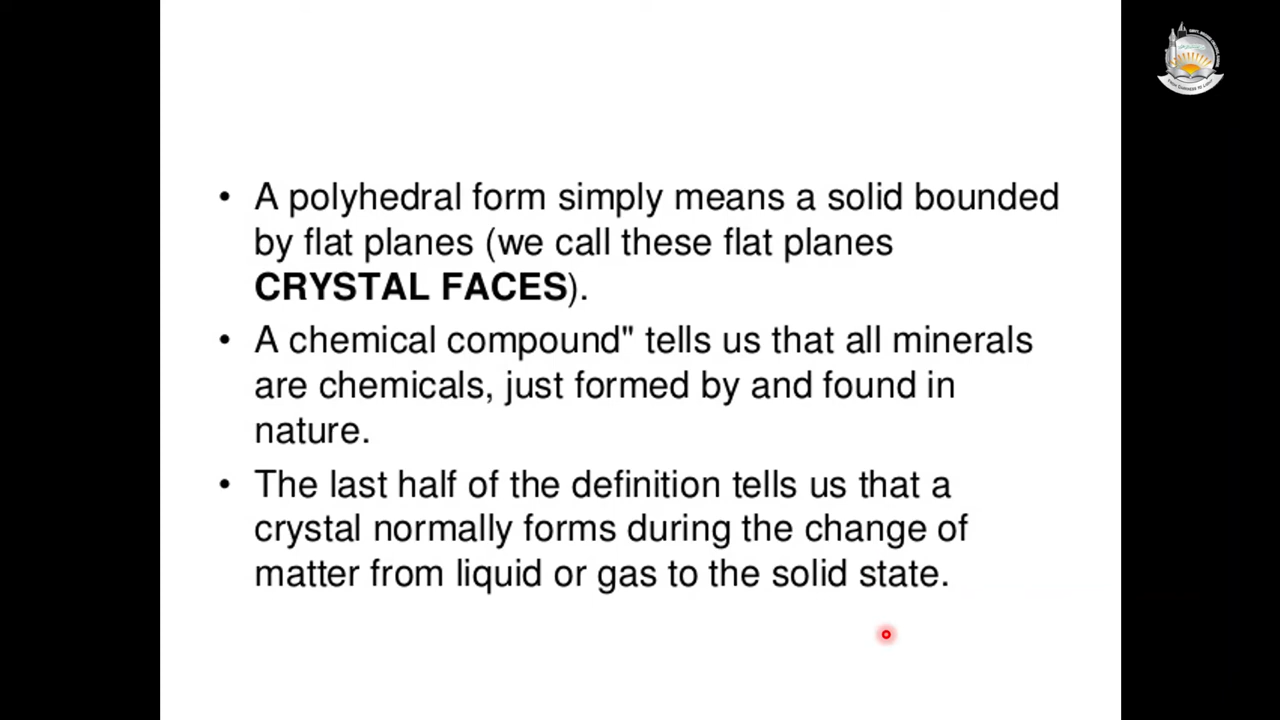 • A polyhedral form simply means a solid bounded
by flat planes (we call these flat planes
CRYSTAL FACES).
• A chemical compound" tells us that all minerals
are chemicals, just formed by and found in
nature.
• The last half of the definition tells us that a
crystal normally forms during the change of
matter from liquid or gas to the solid state.